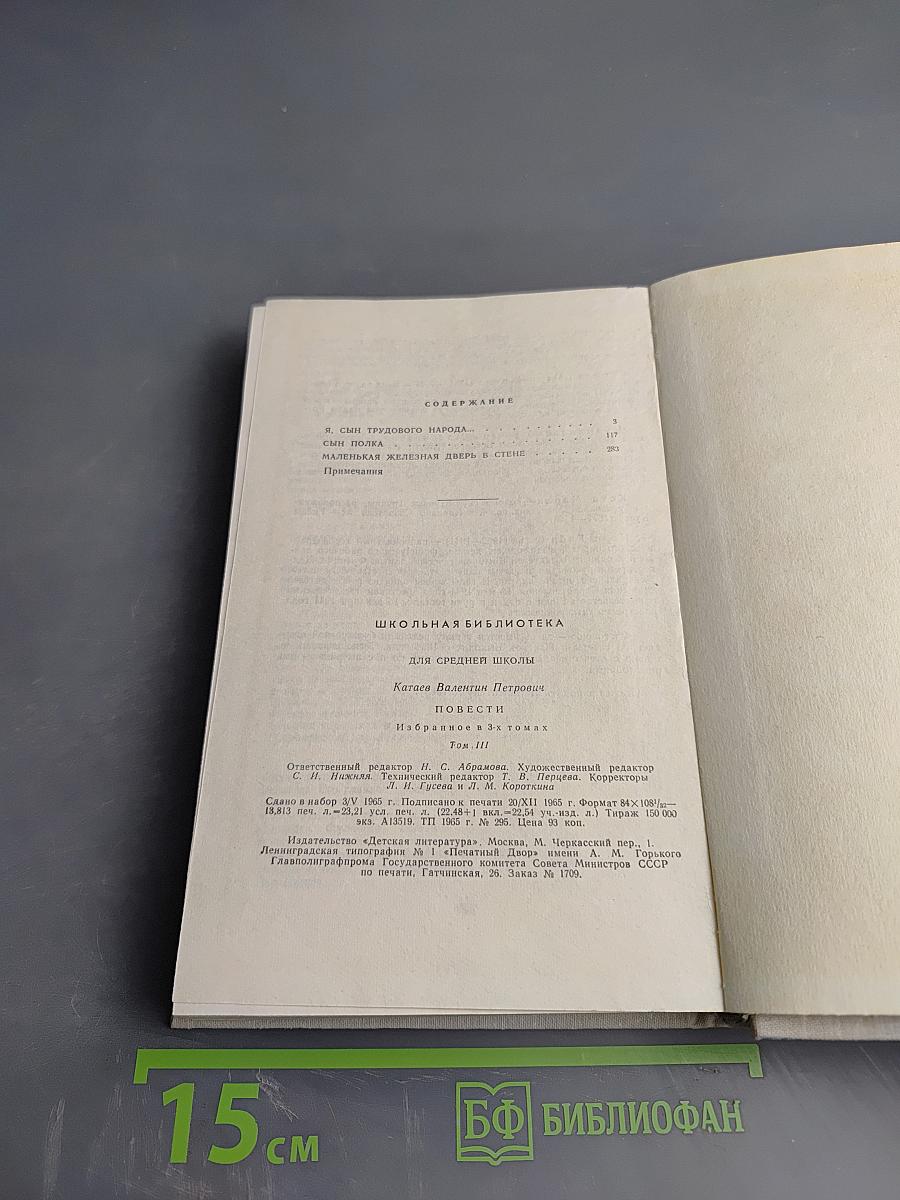 СОДЕРЖАНИЕ
Я, СЫН ТРУДОВОГО НАРОДА... . . . . . . . . . . 3
СЫН ПОЛКА . . . . . . . . . . . . . . . . . . 117
МАЛЕНЬКАЯ ЖЕЛЕЗНАЯ ДВЕРЬ В СТЕНЕ . . . . . 283
Примечания
ШКОЛЬНАЯ БИБЛИОТЕКА
ДЛЯ СРЕДНЕЙ ШКОЛЫ
Катаев Валентин Петрович
ПОВЕСТИ
Избранное в 3-х томах
Том III
Ответственный редактор Н. С. Абрамова. Художественный редактор
С. И. Нижняя. Технический редактор Т. В. Перцева. Корректоры
Л. И. Гусева и Л. М. Короткина
Сдано в набор 3/V 1965 г. Подписано к печати 20/XII 1965 г. Формат 84×108¹/₃₂—
13,813 печ. л.=23,21 усл. печ. л. (22,48+1 вкл.=22,54 уч.-изд. л.) Тираж 150 000
экз. А13519. ТП 1965 г. № 295. Цена 93 коп.
Издательство «Детская литература». Москва, М. Черкасский пер., 1.
Ленинградская типография № 1 «Печатный Двор» имени А. М. Горького
Главполиграфпрома Государственного комитета Совета Министров СССР
по печати, Гатчинская, 26. Заказ № 1709.
15 см
БФ БИБЛИОФАН